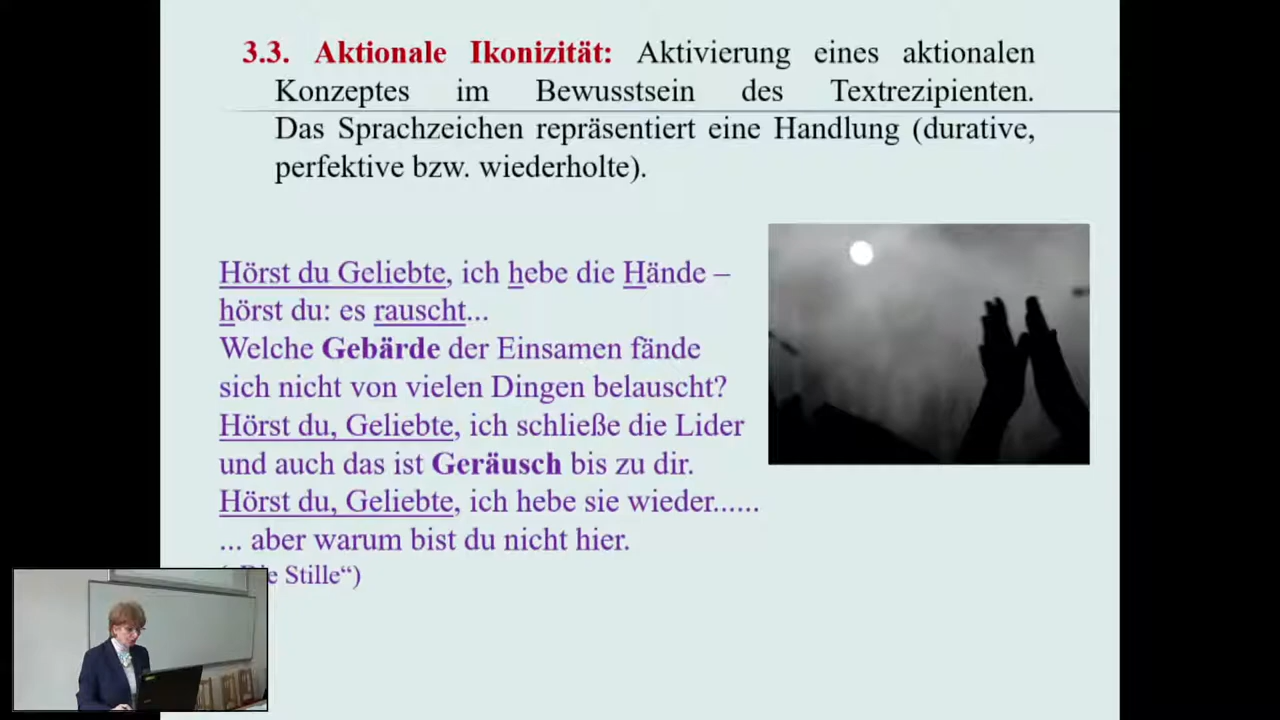 3.3. Aktionale Ikonizität: Aktivierung eines aktionalen
Konzeptes im Bewusstsein des Textrezipienten.
Das Sprachzeichen repräsentiert eine Handlung (durative,
perfektive bzw. wiederholte).
Hörst du Geliebte, ich hebe die Hände –
hörst du: es rauscht...
Welche Gebärde der Einsamen fände
sich nicht von vielen Dingen belauscht?
Hörst du, Geliebte, ich schließe die Lider
und auch das ist Geräusch bis zu dir.
Hörst du, Geliebte, ich hebe sie wieder......
... aber warum bist du nicht hier.
Stille“)